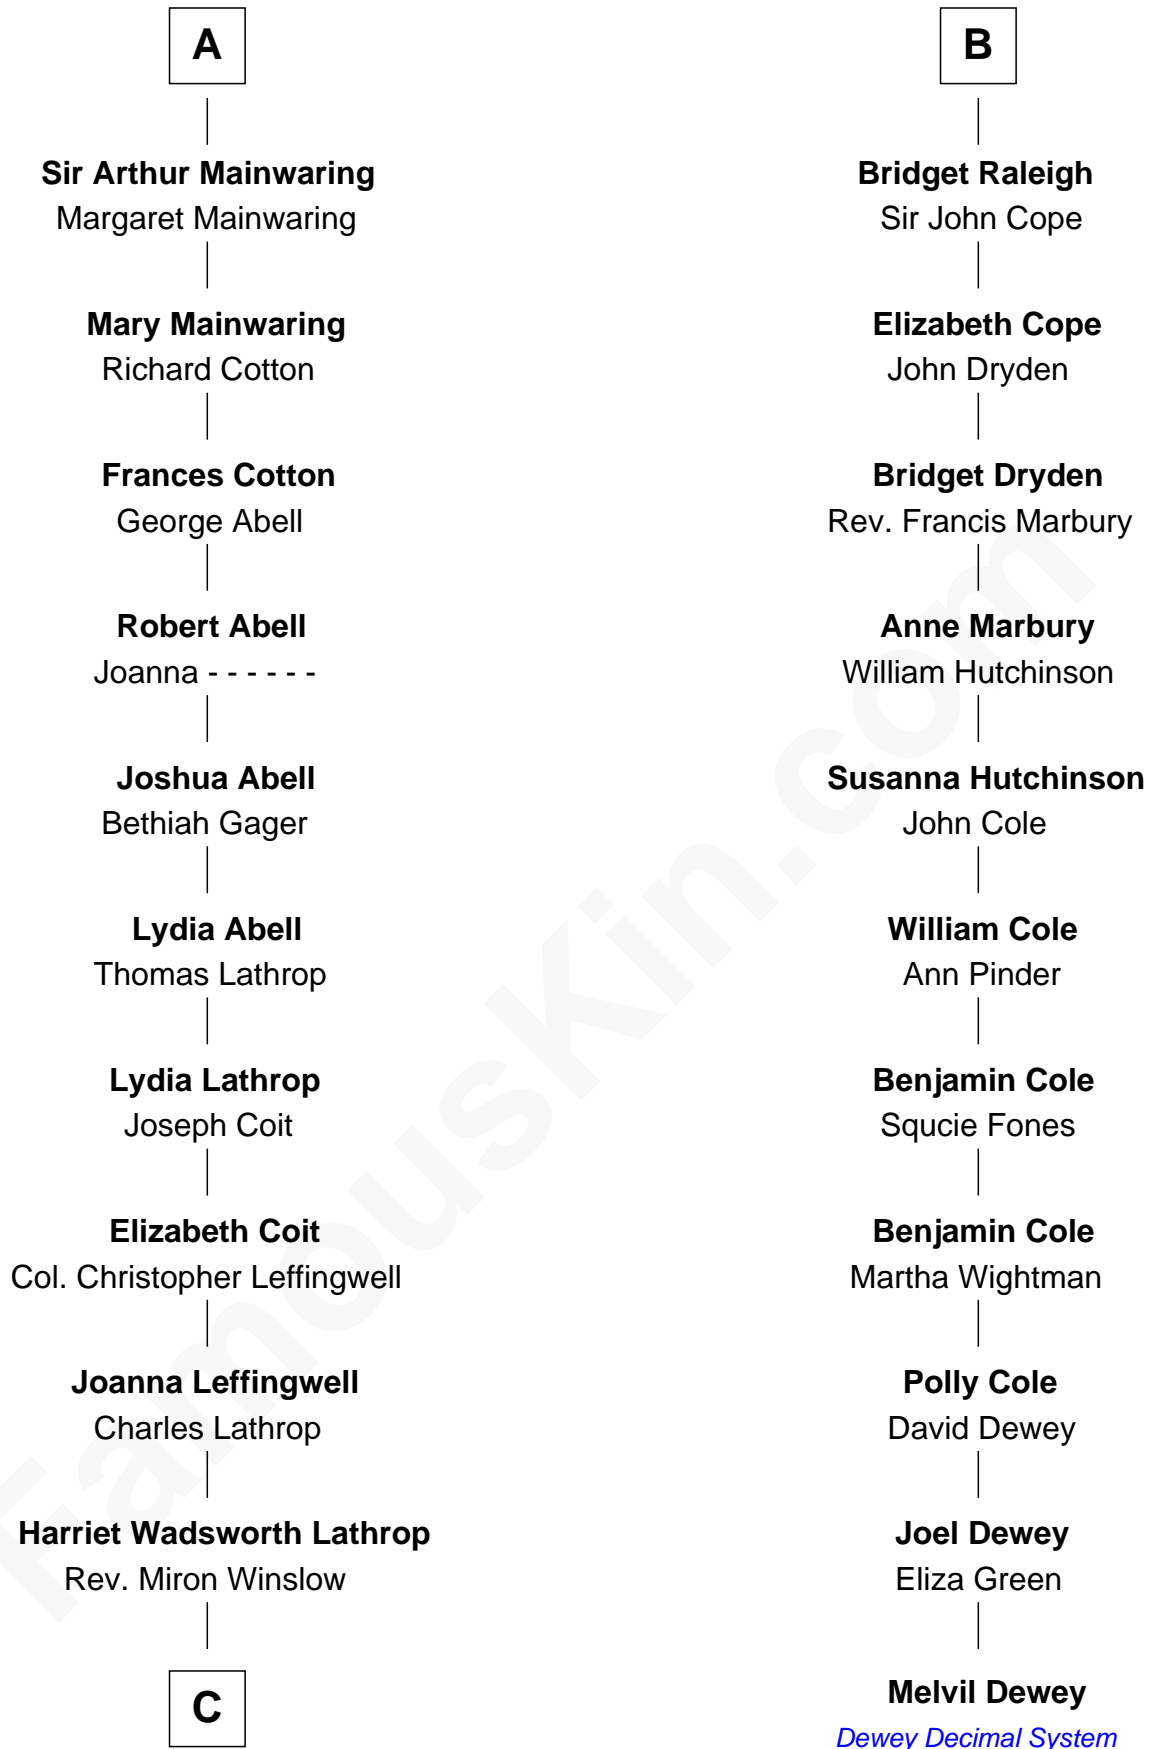 A
Sir Arthur Mainwaring
Margaret Mainwaring
Mary Mainwaring
Richard Cotton
Frances Cotton
George Abell
Robert Abell
Joanna - - - - - -
Joshua Abell
Bethiah Gager
Lydia Abell
Thomas Lathrop
Lydia Lathrop
Joseph Coit
Elizabeth Coit
Col. Christopher Leffingwell
Joanna Leffingwell
Charles Lathrop
Harriet Wadsworth Lathrop
Rev. Miron Winslow
C
B
Bridget Raleigh
Sir John Cope
Elizabeth Cope
John Dryden
Bridget Dryden
Rev. Francis Marbury
Anne Marbury
William Hutchinson
Susanna Hutchinson
John Cole
William Cole
Ann Pinder
Benjamin Cole
Squcie Fones
Benjamin Cole
Martha Wightman
Polly Cole
David Dewey
Joel Dewey
Eliza Green
Melvil Dewey
Dewey Decimal System
FamousKin.com